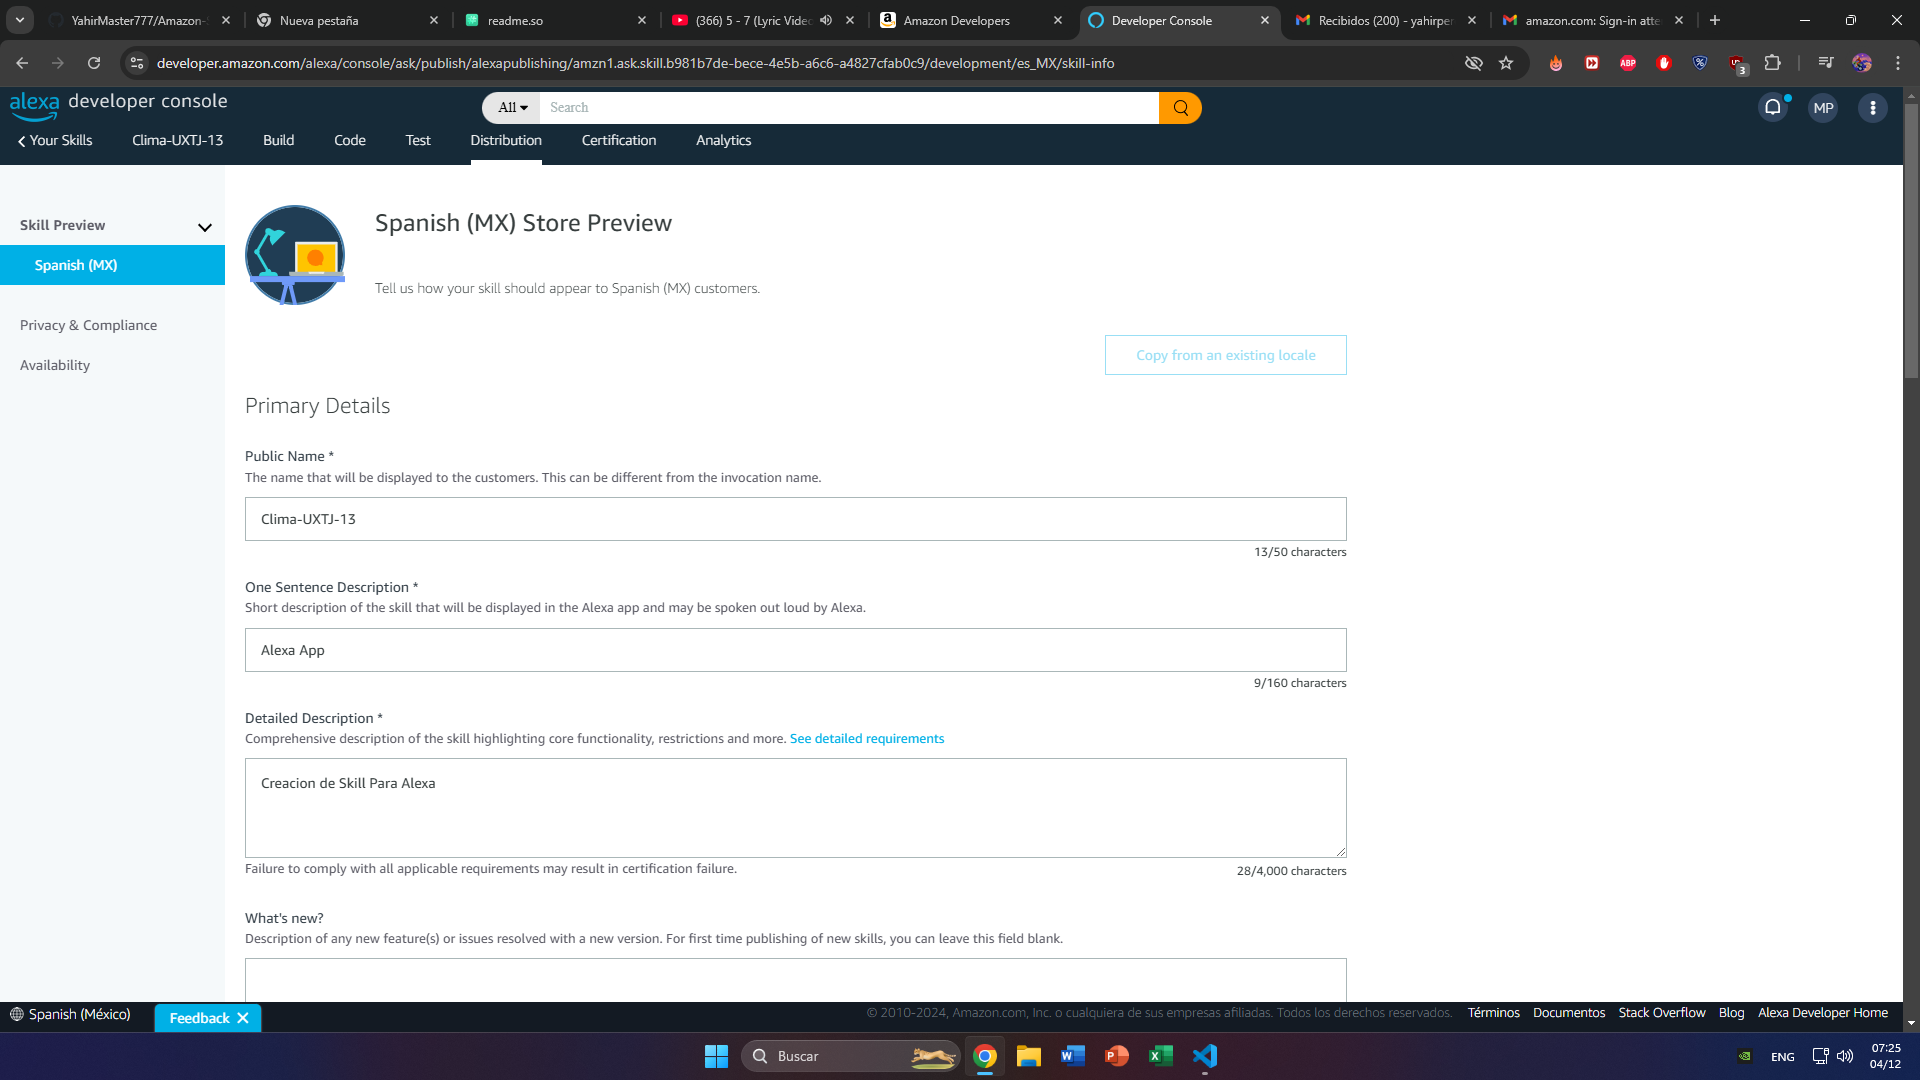 YahirMaster777/Amazon-S
Nueva pestaña
readme.so
(366) 5 - 7 (Lyric Video
Amazon Developers
Developer Console
Recibidos (200) - yahirper
amazon.com: Sign-in atte
developer.amazon.com/alexa/console/ask/publish/alexapublishing/amzn1.ask.skill.b981b7de-bece-4e5b-a6c6-a4827cfab0c9/development/es_MX/skill-info
ABP
3
alexa developer console
All
Search
MP
Your Skills
Clima-UXTJ-13
Build
Code
Test
Distribution
Certification
Analytics
Skill Preview
Spanish (MX)
Privacy & Compliance
Availability
Spanish (MX) Store Preview
Tell us how your skill should appear to Spanish (MX) customers.
Copy from an existing locale
Primary Details
Public Name *
The name that will be displayed to the customers. This can be different from the invocation name.
Clima-UXTJ-13
13/50 characters
One Sentence Description *
Short description of the skill that will be displayed in the Alexa app and may be spoken out loud by Alexa.
Alexa App
9/160 characters
Detailed Description *
Comprehensive description of the skill highlighting core functionality, restrictions and more. See detailed requirements
Creacion de Skill Para Alexa
Failure to comply with all applicable requirements may result in certification failure.
28/4,000 characters
What's new?
Description of any new feature(s) or issues resolved with a new version. For first time publishing of new skills, you can leave this field blank.
Spanish (México)
Feedback
© 2010-2024, Amazon.com, Inc. o cualquiera de sus empresas afiliadas. Todos los derechos reservados.
Términos
Documentos
Stack Overflow
Blog
Alexa Developer Home
Buscar
ENG
07:25
04/12